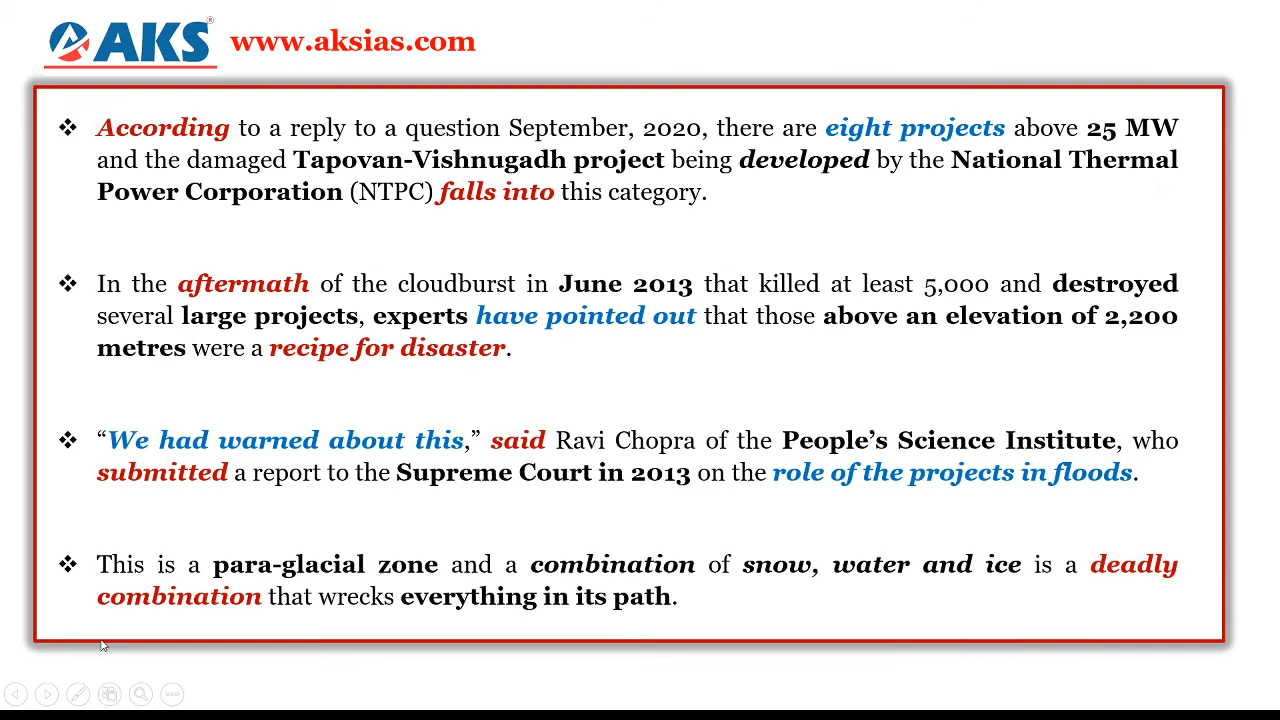 AKS® www.aksias.com
❖ According to a reply to a question September, 2020, there are eight projects above 25 MW
and the damaged Tapovan-Vishnugadh project being developed by the National Thermal
Power Corporation (NTPC) falls into this category.
❖ In the aftermath of the cloudburst in June 2013 that killed at least 5,000 and destroyed
several large projects, experts have pointed out that those above an elevation of 2,200
metres were a recipe for disaster.
❖ “We had warned about this,” said Ravi Chopra of the People’s Science Institute, who
submitted a report to the Supreme Court in 2013 on the role of the projects in floods.
❖ This is a para-glacial zone and a combination of snow, water and ice is a deadly
combination that wrecks everything in its path.